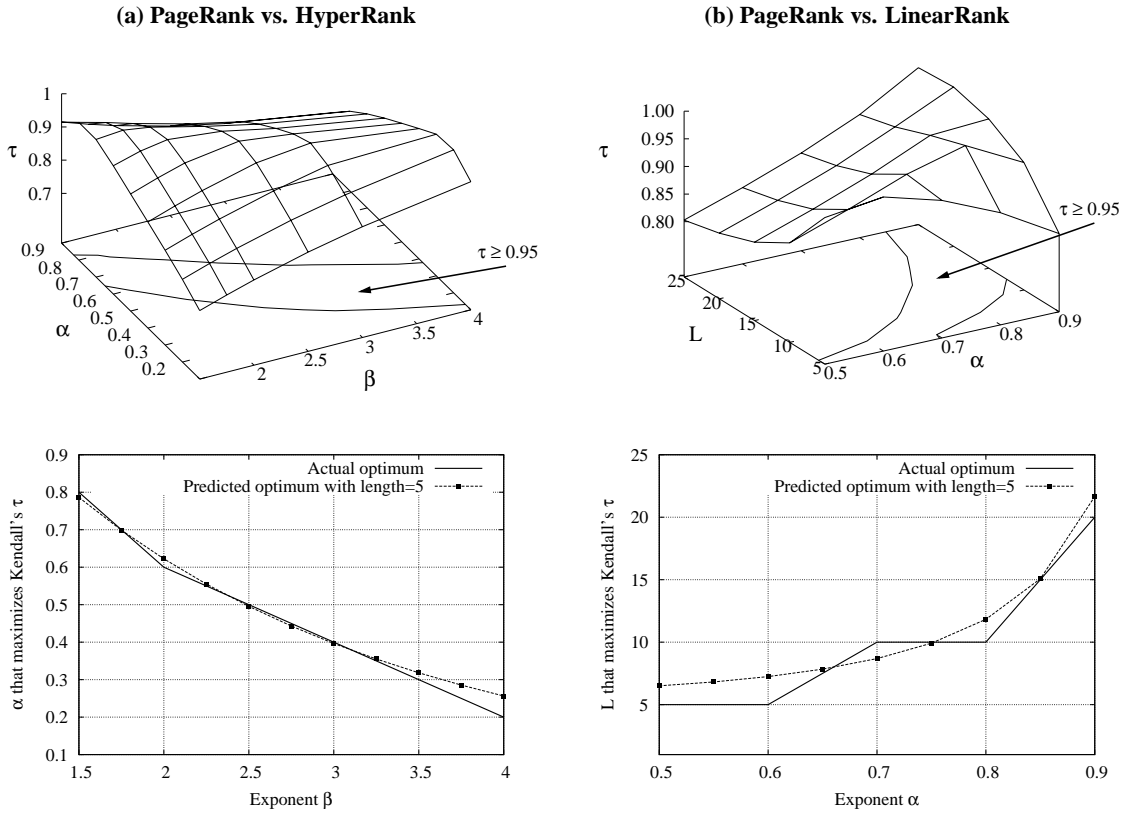 (a) PageRank vs. HyperRank
1
0.9
0.8
0.7
τ
0.9
0.8
0.7
0.6
0.5
0.4
0.3
0.2
α
2
2.5
3
3.5
4
β
τ ≥ 0.95
(b) PageRank vs. LinearRank
1.00
0.95
0.90
0.85
0.80
τ
25
20
15
10
5
L
0.5
0.6
0.7
0.8
0.9
α
τ ≥ 0.95
0.9
0.8
0.7
0.6
0.5
0.4
0.3
0.2
0.1
α that maximizes Kendall's τ
Actual optimum
Predicted optimum with length=5
1.5 2 2.5 3 3.5 4
Exponent β
25
20
15
10
5
L that maximizes Kendall's τ
Actual optimum
Predicted optimum with length=5
0.5 0.6 0.7 0.8 0.9
Exponent α